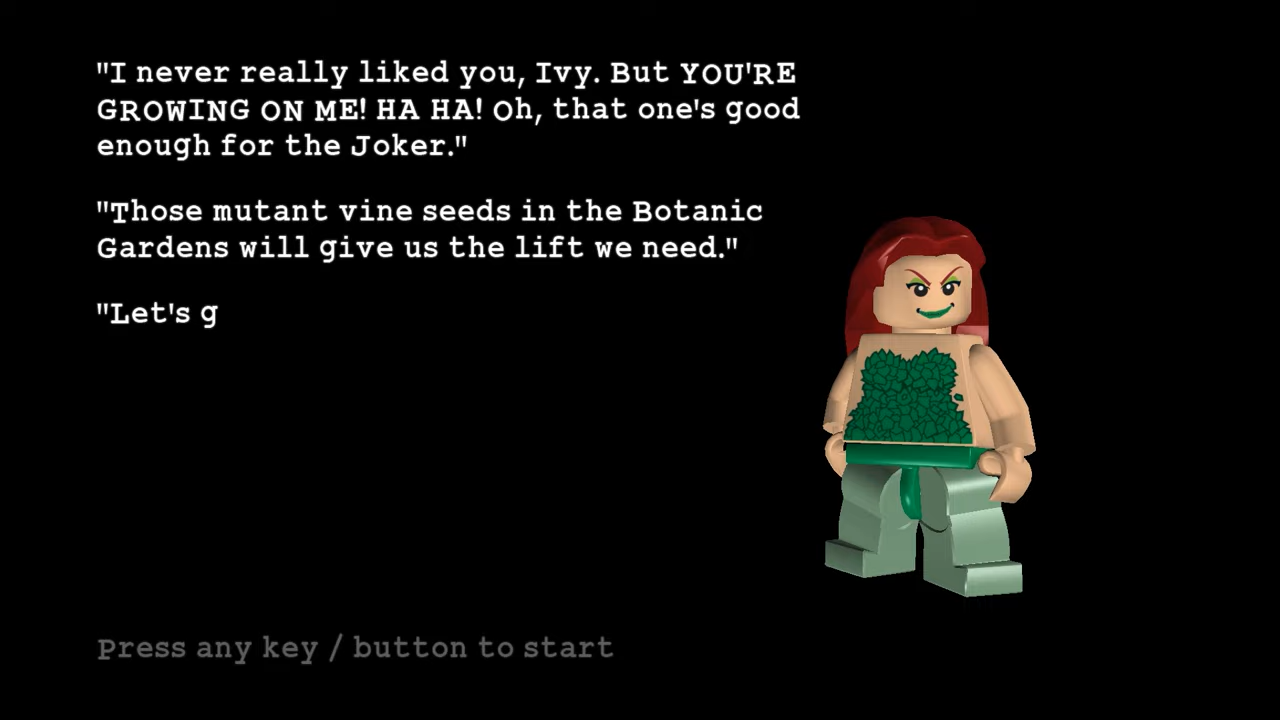 "I never really liked you, Ivy. But YOU'RE
GROWING ON ME! HA HA! Oh, that one's good
enough for the Joker."
"Those mutant vine seeds in the Botanic
Gardens will give us the lift we need."
"Let's g
Press any key / button to start